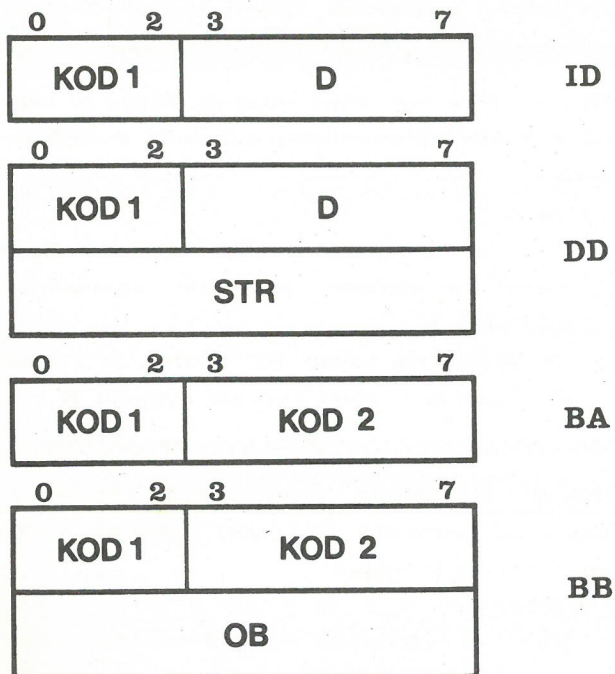 0 2 3 7
KOD 1 D ID
0 2 3 7
KOD 1 D
DD
STR
0 2 3 7
KOD 1 KOD 2 BA
0 2 3 7
KOD 1 KOD 2
BB
OB